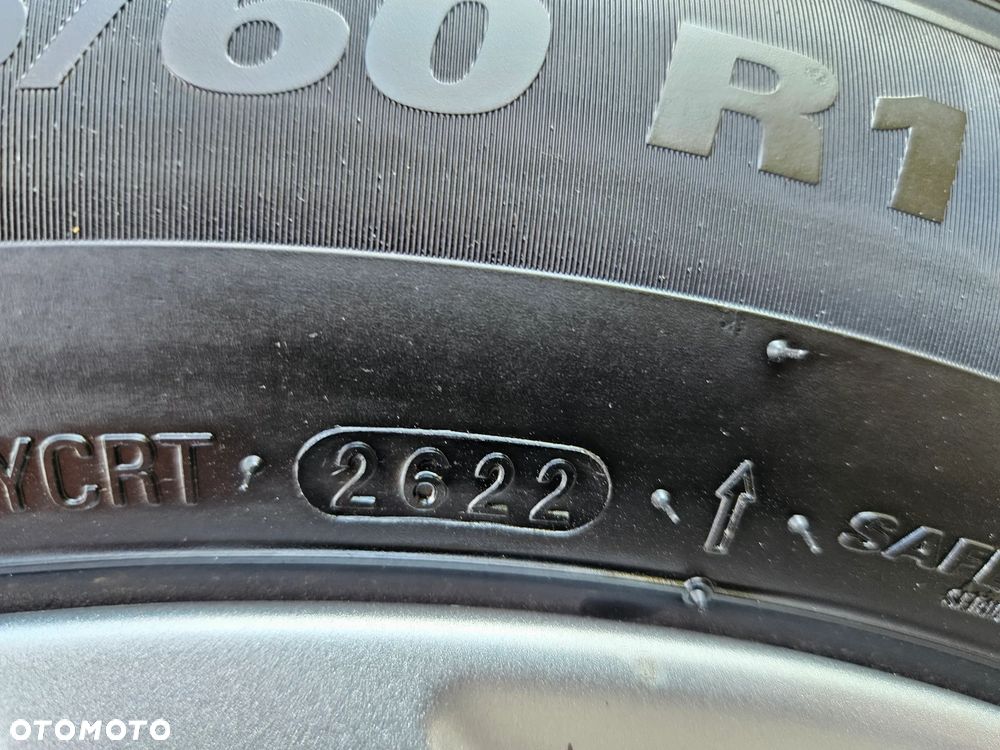 /60 R1
YCRT 2622 SAF
OTOMOTO